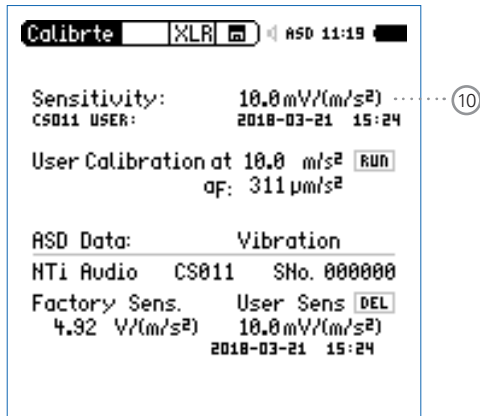 Calibrte XLR ASD 11:19
Sensitivity: 10.0mV/(m/s²) 10
CS011 USER: 2018-03-21 15:24
User Calibration at 10.0 m/s² RUN
aF: 311µm/s²
ASD Data: Vibration
NTi Audio CS011 SNo. 000000
Factory Sens. User Sens DEL
4.92 V/(m/s²) 10.0mV/(m/s²)
2018-03-21 15:24